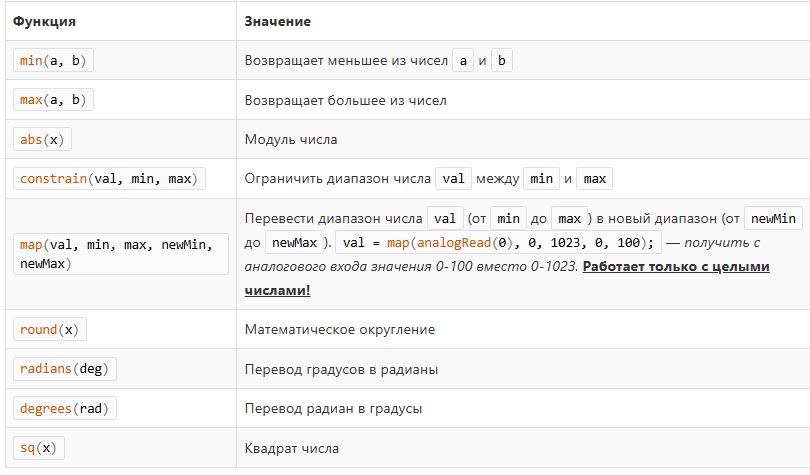 Функция Значение
min(a, b) Возвращает меньшее из чисел a и b
max(a, b) Возвращает большее из чисел
abs(x) Модуль числа
constrain(val, min, max) Ограничить диапазон числа val между min и max
map(val, min, max, newMin,
newMax)
Перевести диапазон числа val (от min до max) в новый диапазон (от newMin
до newMax). val = map(analogRead(0), 0, 1023, 0, 100); — получить с
аналогового входа значения 0-100 вместо 0-1023. Работает только с целыми
числами!
round(x) Математическое округление
radians(deg) Перевод градусов в радианы
degrees(rad) Перевод радиан в градусы
sq(x) Квадрат числа